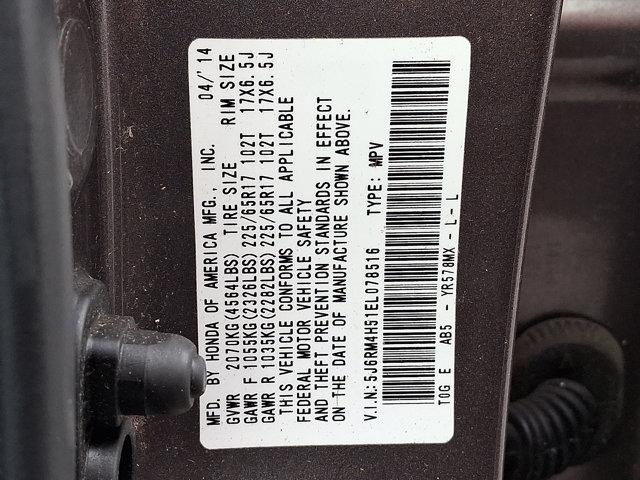 MFD. BY HONDA OF AMERICA MFG., INC. 04/'14
GVWR 2070KG(4564LBS) TIRE SIZE RIM SIZE
GAWR F 1055KG(2326LBS) 225/65R17 102T 17X6.5J
GAWR R 1035KG(2282LBS) 225/65R17 102T 17X6.5J
THIS VEHICLE CONFORMS TO ALL APPLICABLE
FEDERAL MOTOR VEHICLE SAFETY
AND THEFT PREVENTION STANDARDS IN EFFECT
ON THE DATE OF MANUFACTURE SHOWN ABOVE.
V.I.N.: 5J6RM4H51EL078516 TYPE: MPV
T0G E AB5 - YR578MX - L - L